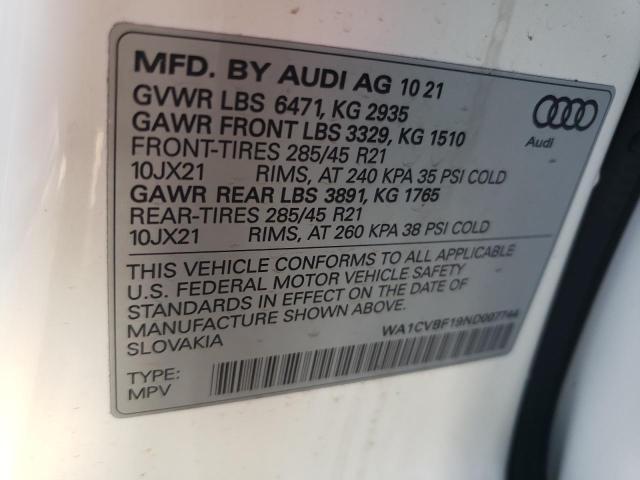 MFD. BY AUDI AG 10 21
GVWR LBS 6471, KG 2935
GAWR FRONT LBS 3329, KG 1510
FRONT-TIRES 285/45 R21
10JX21 RIMS, AT 240 KPA 35 PSI COLD
GAWR REAR LBS 3891, KG 1765
REAR-TIRES 285/45 R21
10JX21 RIMS, AT 260 KPA 38 PSI COLD
Audi
THIS VEHICLE CONFORMS TO ALL APPLICABLE
U.S. FEDERAL MOTOR VEHICLE SAFETY
STANDARDS IN EFFECT ON THE DATE OF
MANUFACTURE SHOWN ABOVE.
SLOVAKIA
WA1CVBF19ND007744
TYPE:
MPV